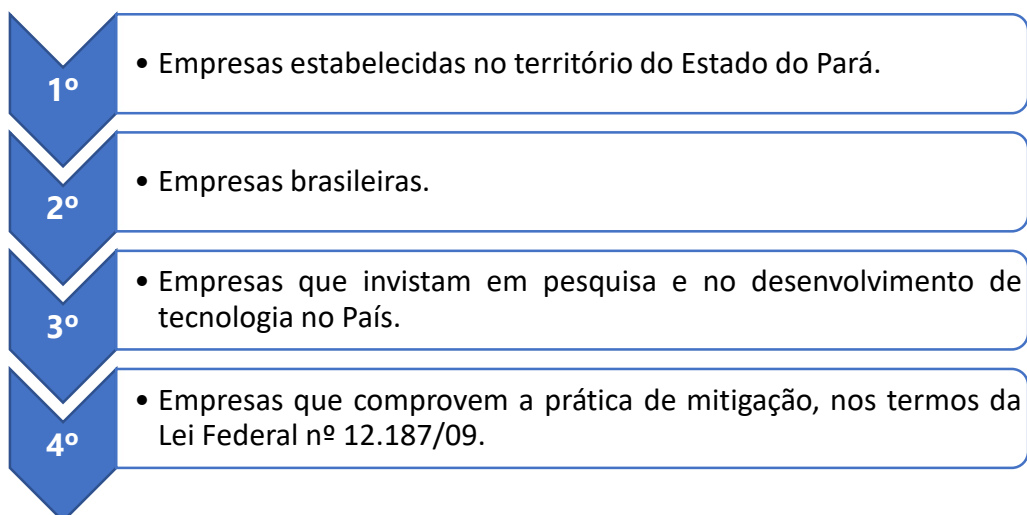 1º
• Empresas estabelecidas no território do Estado do Pará.
2º
• Empresas brasileiras.
3º
• Empresas que invistam em pesquisa e no desenvolvimento de
tecnologia no País.
4º
• Empresas que comprovem a prática de mitigação, nos termos da
Lei Federal nº 12.187/09.